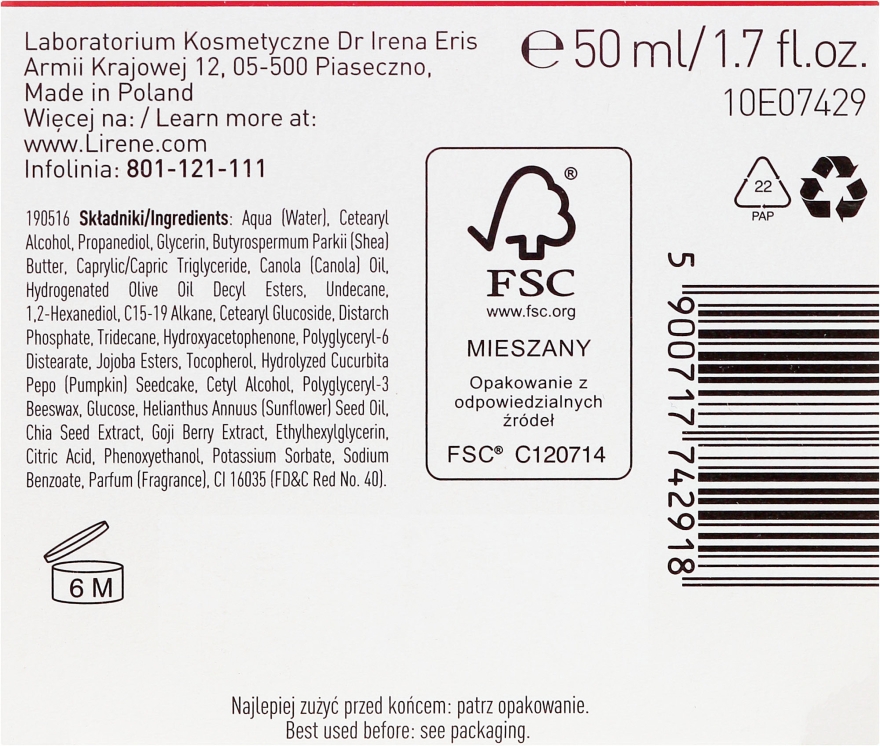 Laboratorium Kosmetyczne Dr Irena Eris
Armii Krajowej 12, 05-500 Piaseczno,
Made in Poland
Więcej na: / Learn more at:
www.Lirene.com
Infolinia: 801-121-111
℮ 50 ml/1.7 fl.oz.
10E07429
22
PAP
190516 Składniki/Ingredients: Aqua (Water), Cetearyl
Alcohol, Propanediol, Glycerin, Butyrospermum Parkii (Shea)
Butter, Caprylic/Capric Triglyceride, Canola (Canola) Oil,
Hydrogenated Olive Oil Decyl Esters, Undecane,
1,2-Hexanediol, C15-19 Alkane, Cetearyl Glucoside, Distarch
Phosphate, Tridecane, Hydroxyacetophenone, Polyglyceryl-6
Distearate, Jojoba Esters, Tocopherol, Hydrolyzed Cucurbita
Pepo (Pumpkin) Seedcake, Cetyl Alcohol, Polyglyceryl-3
Beeswax, Glucose, Helianthus Annuus (Sunflower) Seed Oil,
Chia Seed Extract, Goji Berry Extract, Ethylhexylglycerin,
Citric Acid, Phenoxyethanol, Potassium Sorbate, Sodium
Benzoate, Parfum (Fragrance), CI 16035 (FD&C Red No. 40).
®
FSC
www.fsc.org
MIESZANY
Opakowanie z
odpowiedzialnych
źródeł
FSC® C120714
5 900717 742918
6 M
Najlepiej zużyć przed końcem: patrz opakowanie.
Best used before: see packaging.